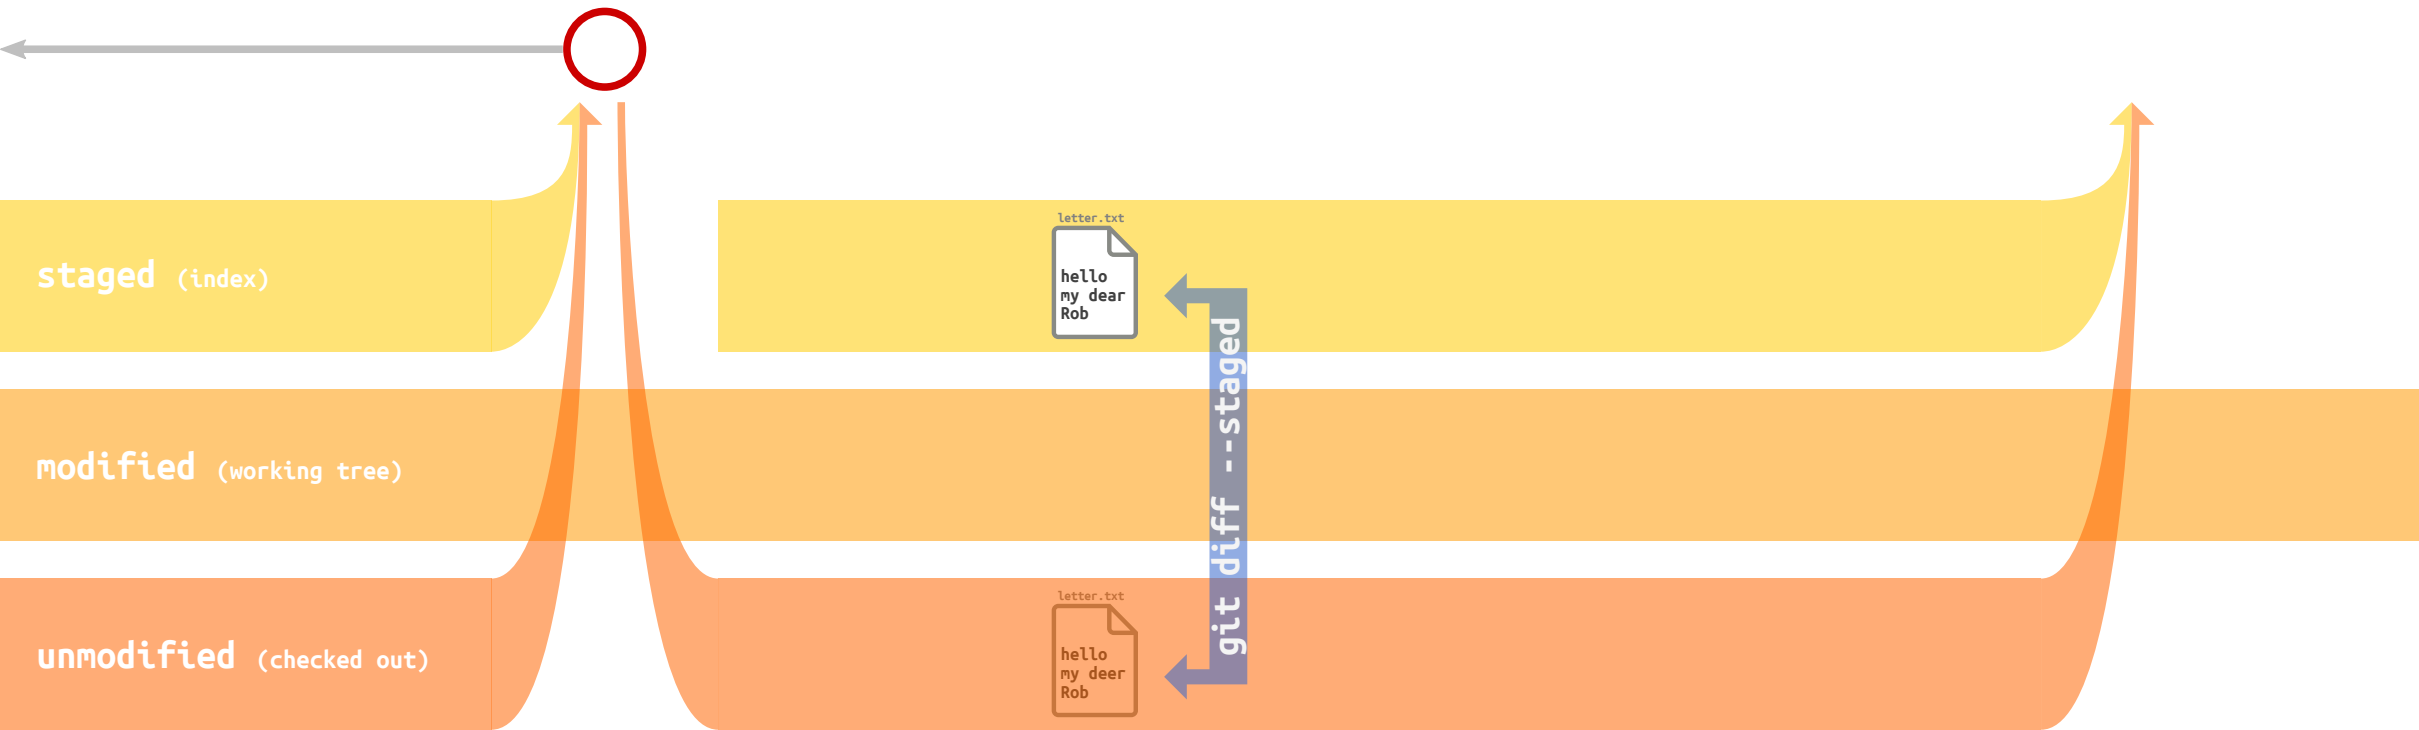 letter.txt
hello
my dear
Rob
staged (index)
git diff --staged
modified (working tree)
letter.txt
hello
my deer
Rob
unmodified (checked out)